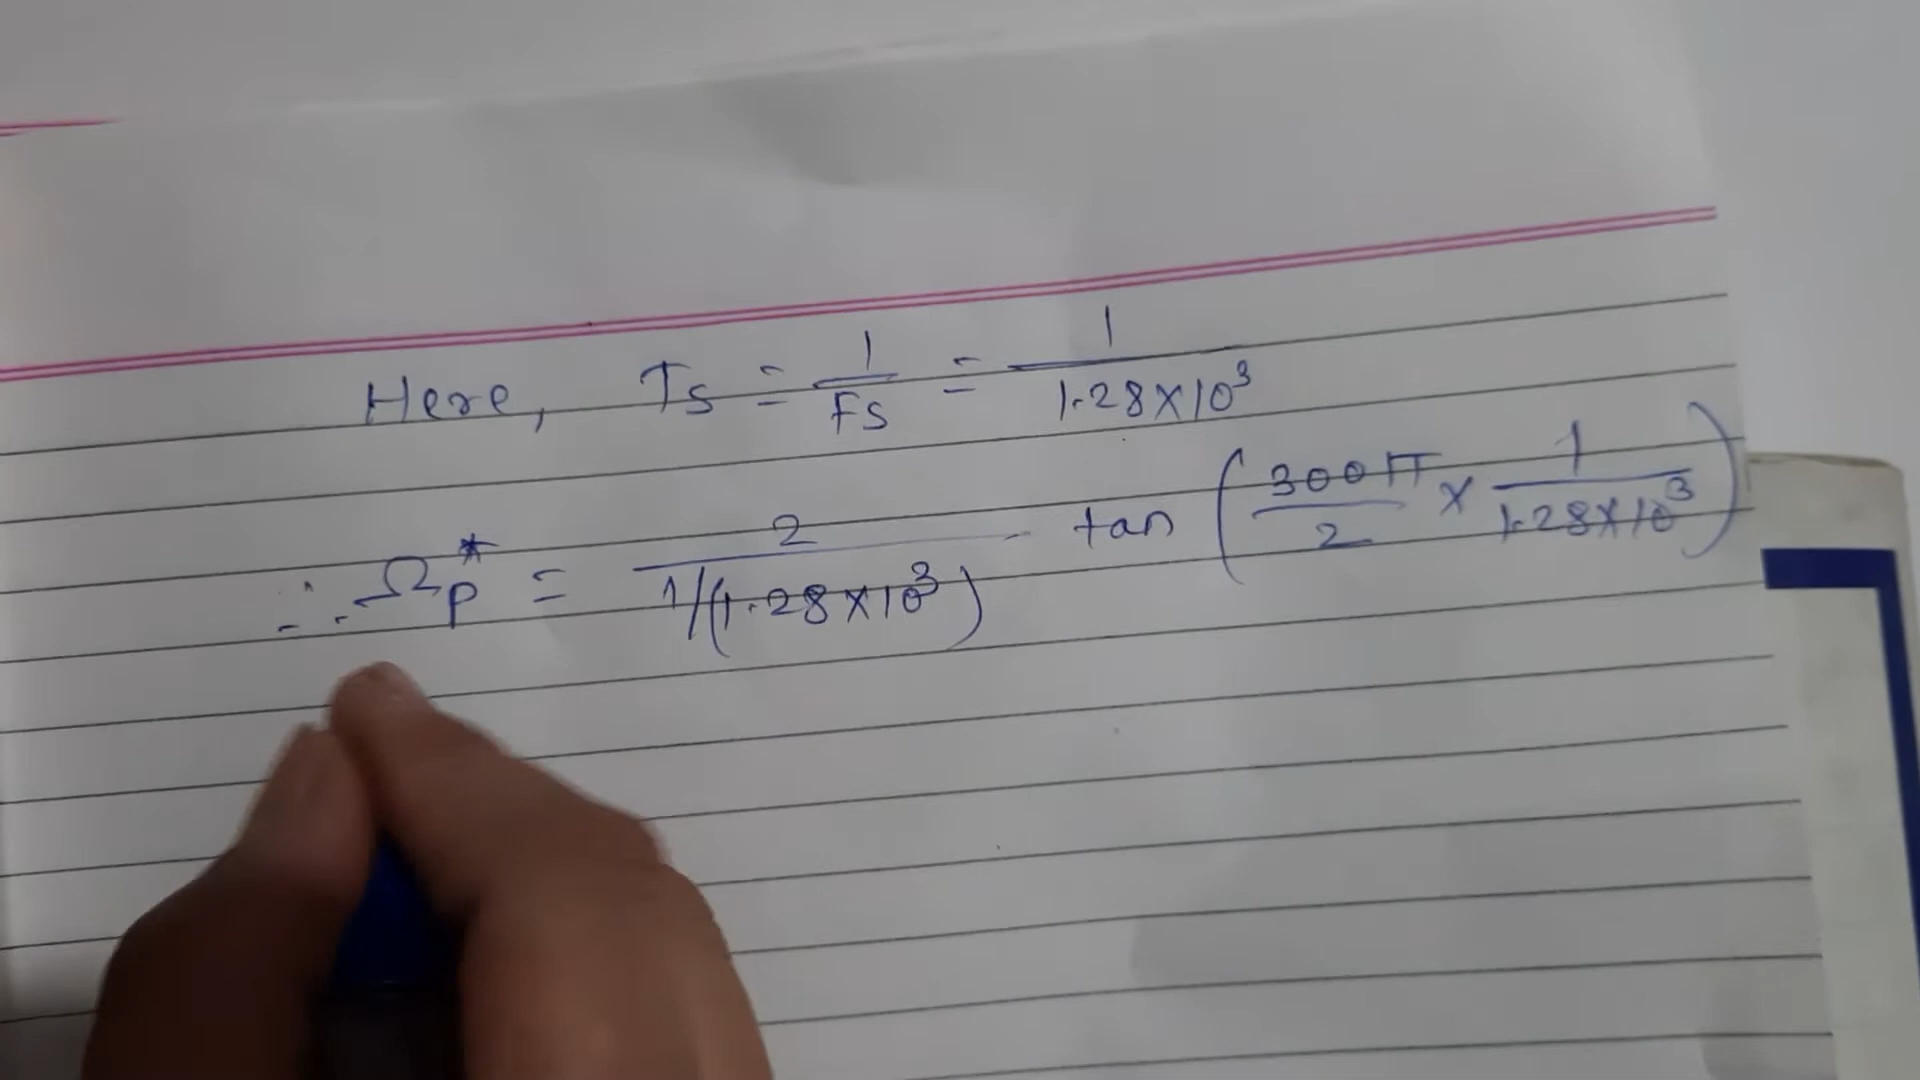 Here, Ts = 1/Fs = 1/1.28×10³
∴ Ωp* = 2/1/(1.28×10³) tan (300π/2 × 1/1.28×10³)